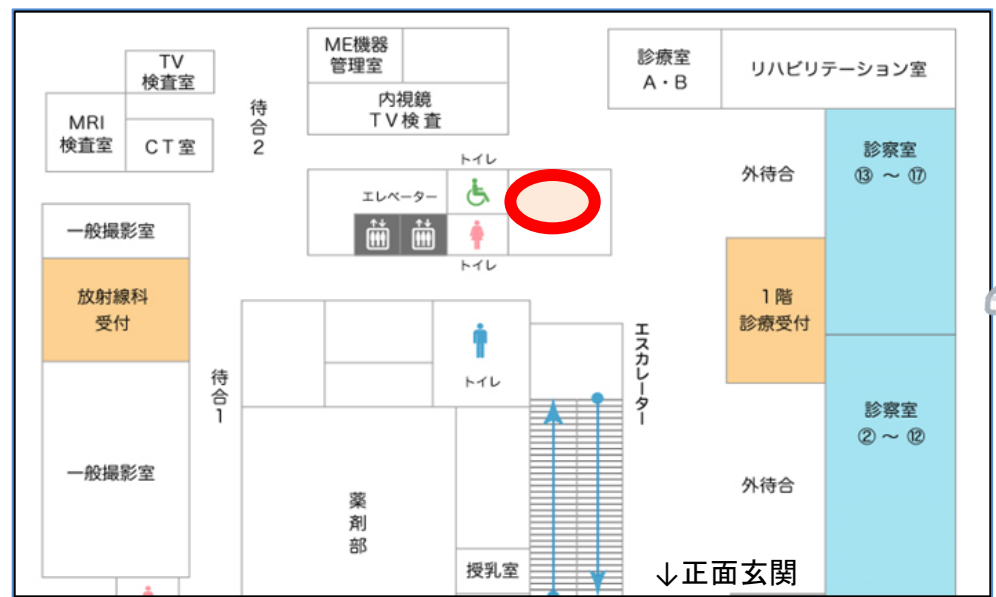 TV
検査室
MRI
検査室
CT室
待合2
ME機器
管理室
内視鏡
TV検査
診療室
A・B
リハビリテーション室
トイレ
エレベーター
トイレ
外待合
診察室
⑬ ～ ⑰
一般撮影室
放射線科
受付
1階
診療受付
トイレ
エスカレーター
待合1
一般撮影室
薬剤部
授乳室
診察室
② ～ ⑫
外待合
↓正面玄関